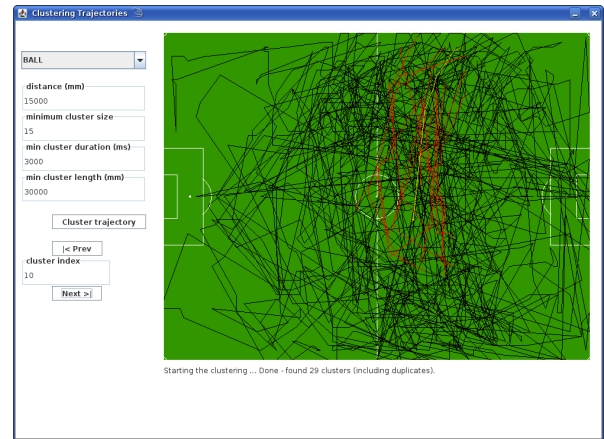 Clustering Trajectories
BALL
distance (mm)
15000
minimum cluster size
15
min cluster duration (ms)
3000
min cluster length (mm)
30000
Cluster trajectory
|< Prev
cluster index
10
Next >|
Starting the clustering ... Done - found 29 clusters (including duplicates).